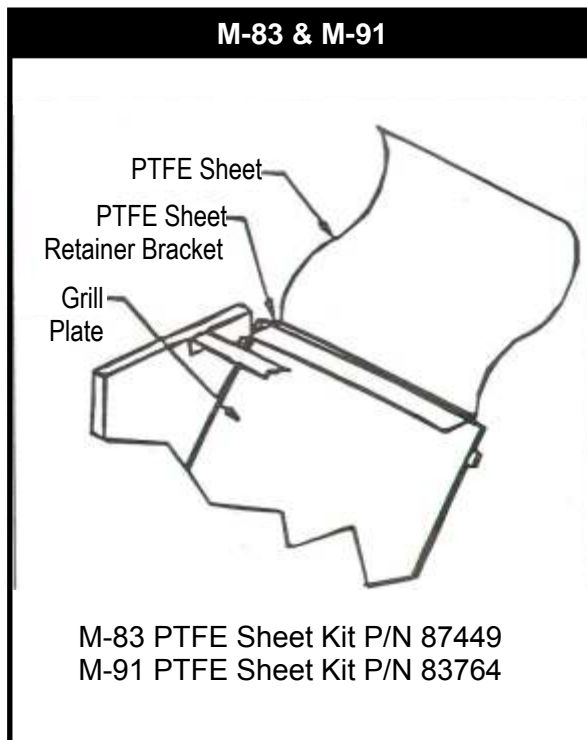 M-83 & M-91
PTFE Sheet
PTFE Sheet
Retainer Bracket
Grill
Plate
M-83 PTFE Sheet Kit P/N 87449
M-91 PTFE Sheet Kit P/N 83764